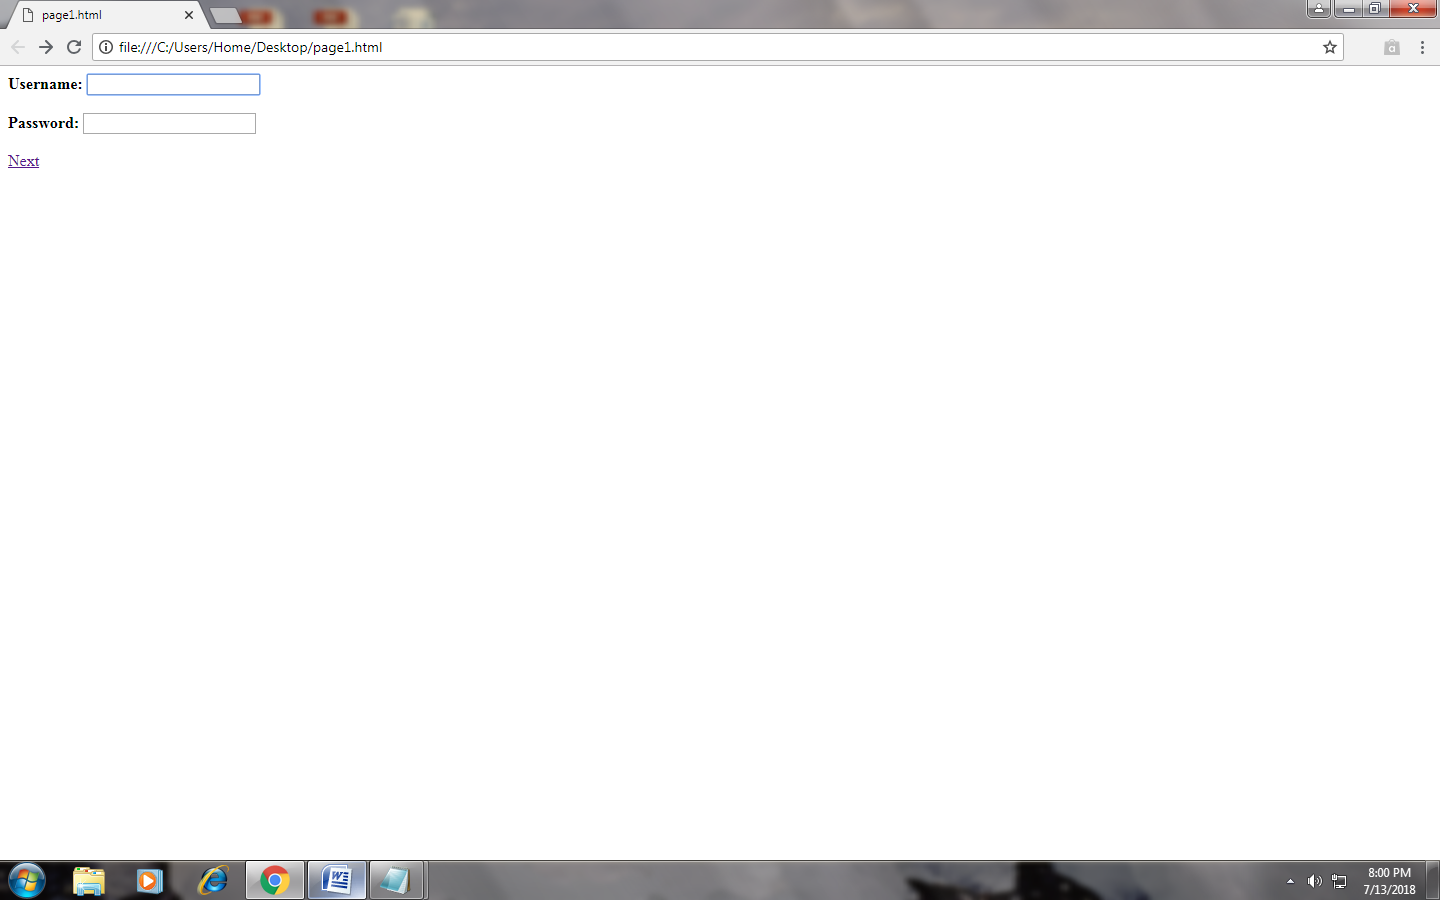 page1.html
file:///C:/Users/Home/Desktop/page1.html
Username:
Password:
Next
8:00 PM
7/13/2018